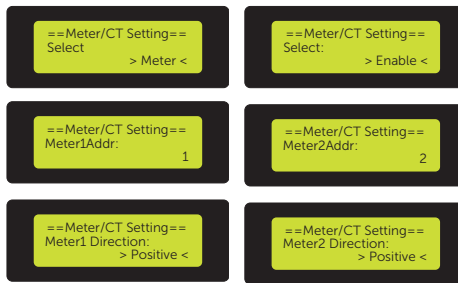 ==Meter/CT Setting==
Select
> Meter <
==Meter/CT Setting==
Select:
> Enable <
==Meter/CT Setting==
Meter1Addr:
1
==Meter/CT Setting==
Meter2Addr:
2
==Meter/CT Setting==
Meter1 Direction:
> Positive <
==Meter/CT Setting==
Meter2 Direction:
> Positive <